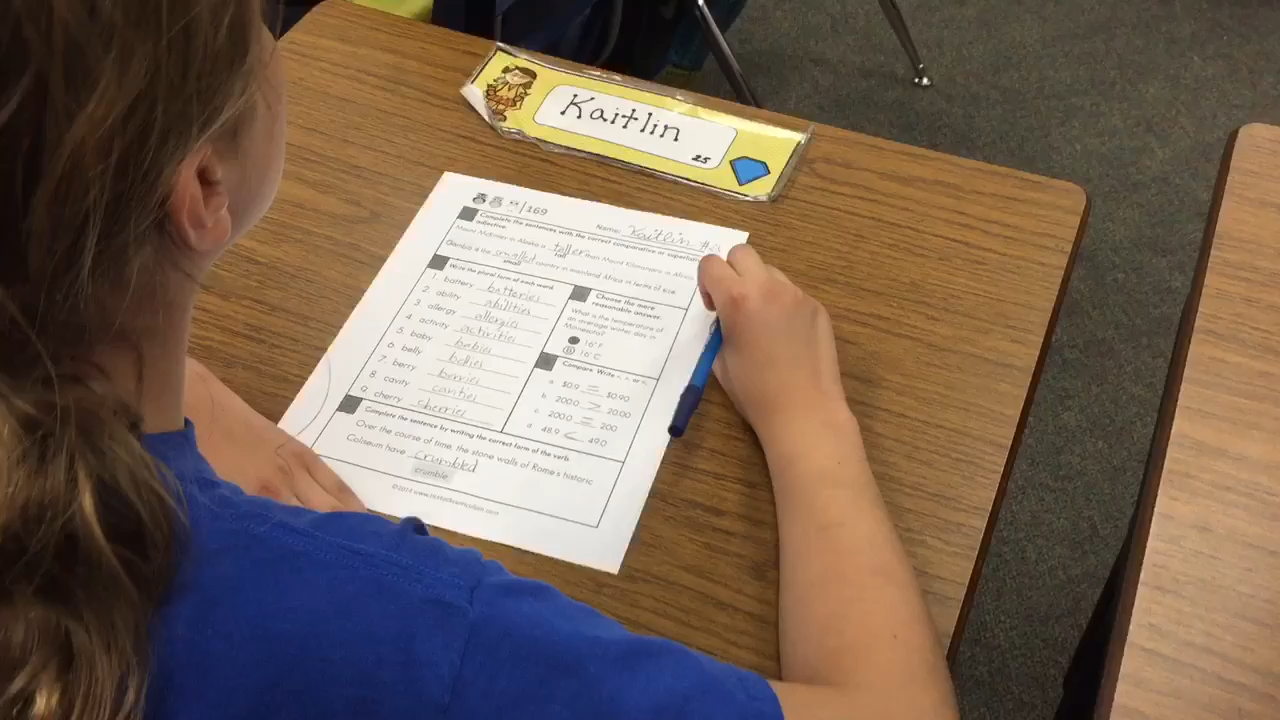 Kaitlin
25
/169
Name: Kaitlin #25
Complete the sentences with the correct comparative or superlative
adjective.
Mount McKinley in Alaska is taller than Mount Kilimanjaro in Africa.
tall
Gambia is the smallest country in mainland Africa in terms of size.
small
Write the plural form of each word.
1. battery batteries
2. ability abilities
3. allergy allergies
4. activity activities
5. baby babies
6. belly bellies
7. berry berries
8. cavity cavities
9. cherry cherries
Choose the more
reasonable answer.
What is the temperature of
an average winter day in
Minnesota?
16°F
B 16°C
Compare. Write <, > or =.
a. $0.9 = $0.90
b. 200.0 > 20.00
c. 200.0 = 200
d. 48.9 < 49.0
Complete the sentence by writing the correct form of the verb.
Over the course of time, the stone walls of Rome's historic
Coliseum have crumbled
crumble